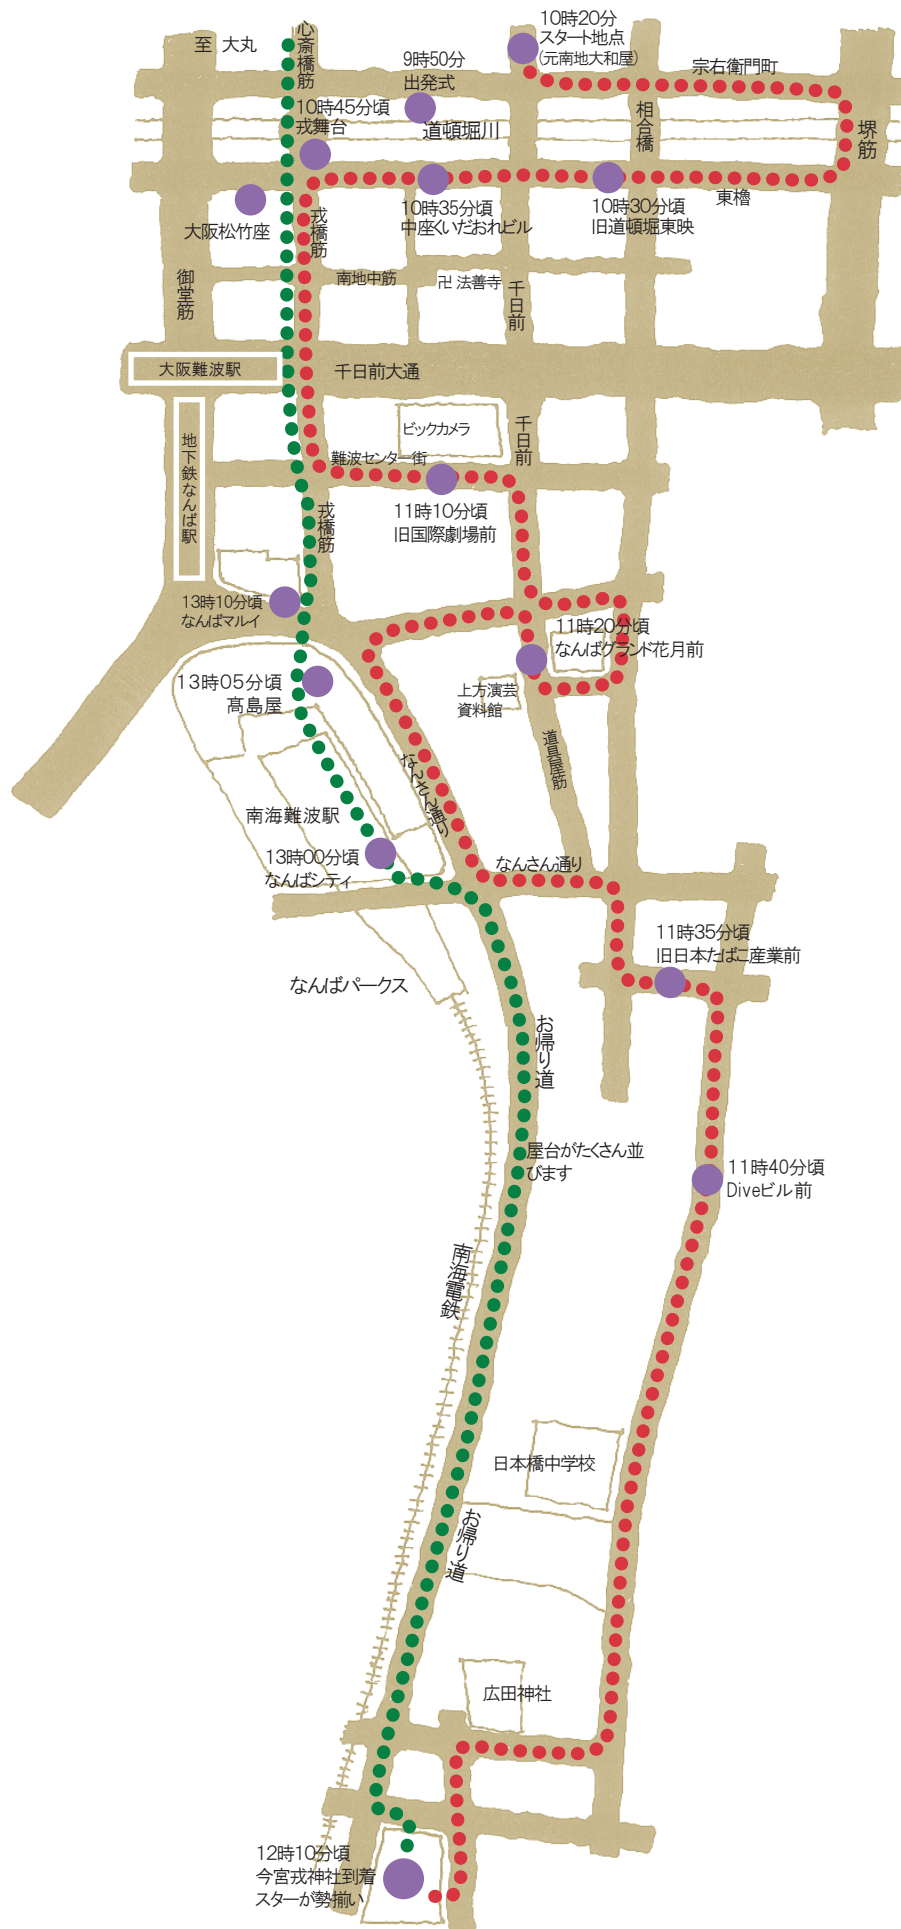 心斎橋筋
至 大丸
9時50分
出発式
10時20分
スタート地点
(元南地大和屋)
宗右衛門町
10時45分頃
戎舞台
道頓堀川
相合橋
堺筋
大阪松竹座
戎橋筋
10時35分頃
中座くいだおれビル
10時30分頃
旧道頓堀東映
東櫓
御堂筋
南地中筋
卍 法善寺
千日前
大阪難波駅
千日前大通
地下鉄なんば駅
ビックカメラ
千日前
難波センター街
戎橋筋
11時10分頃
旧国際劇場前
13時10分頃
なんばマルイ
11時20分頃
なんばグランド花月前
13時05分頃
髙島屋
上方演芸
資料館
道具屋筋
なんさん通り
南海難波駅
13時00分頃
なんばシティ
なんさん通り
11時35分頃
旧日本たばこ産業前
なんばパークス
お帰り道
屋台がたくさん並
びます
11時40分頃
Diveビル前
南海電鉄
日本橋中学校
お帰り道
広田神社
12時10分頃
今宮戎神社到着
スターが勢揃い